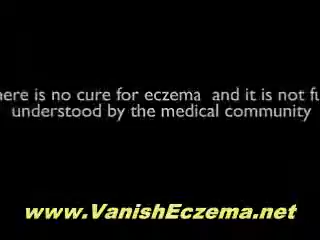 here is no cure for eczema and it is not fu
understood by the medical community
www.VanishEczema.net